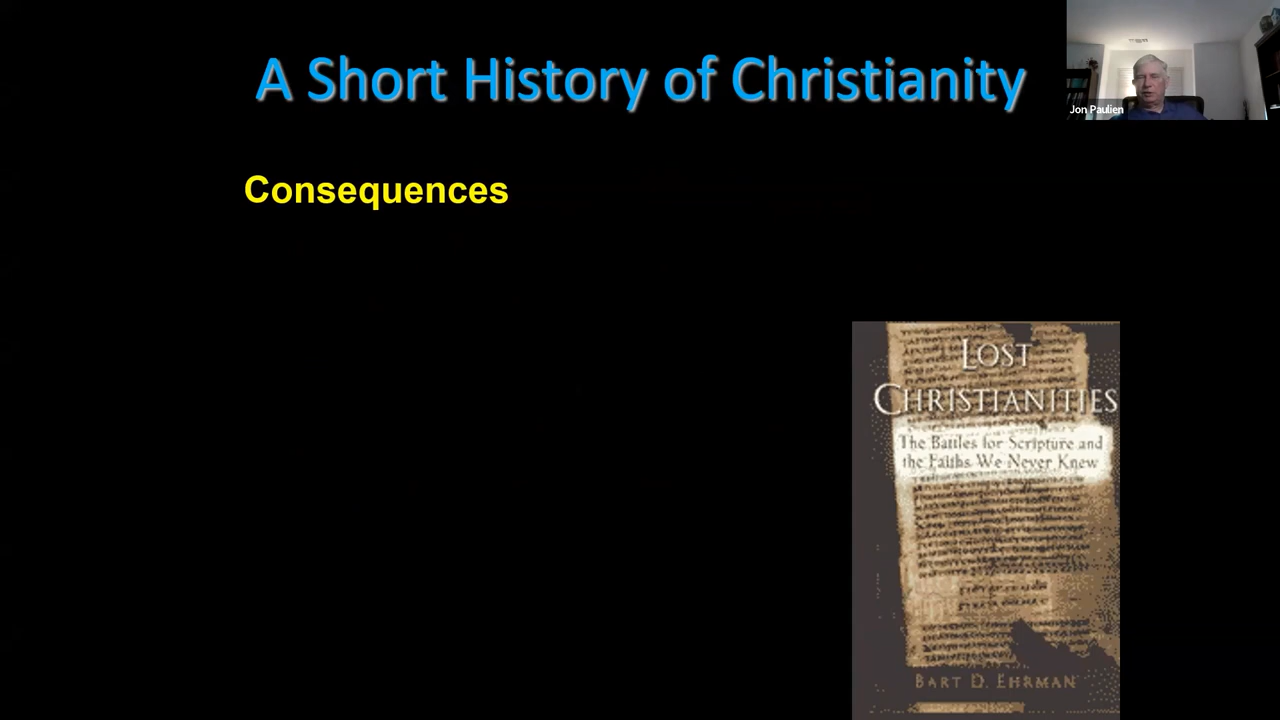 A Short History of Christianity
Jon Paulien
Consequences
LOST
CHRISTIANITIES
The Battles for Scripture and
the Faiths We Never Knew
BART D. EHRMAN